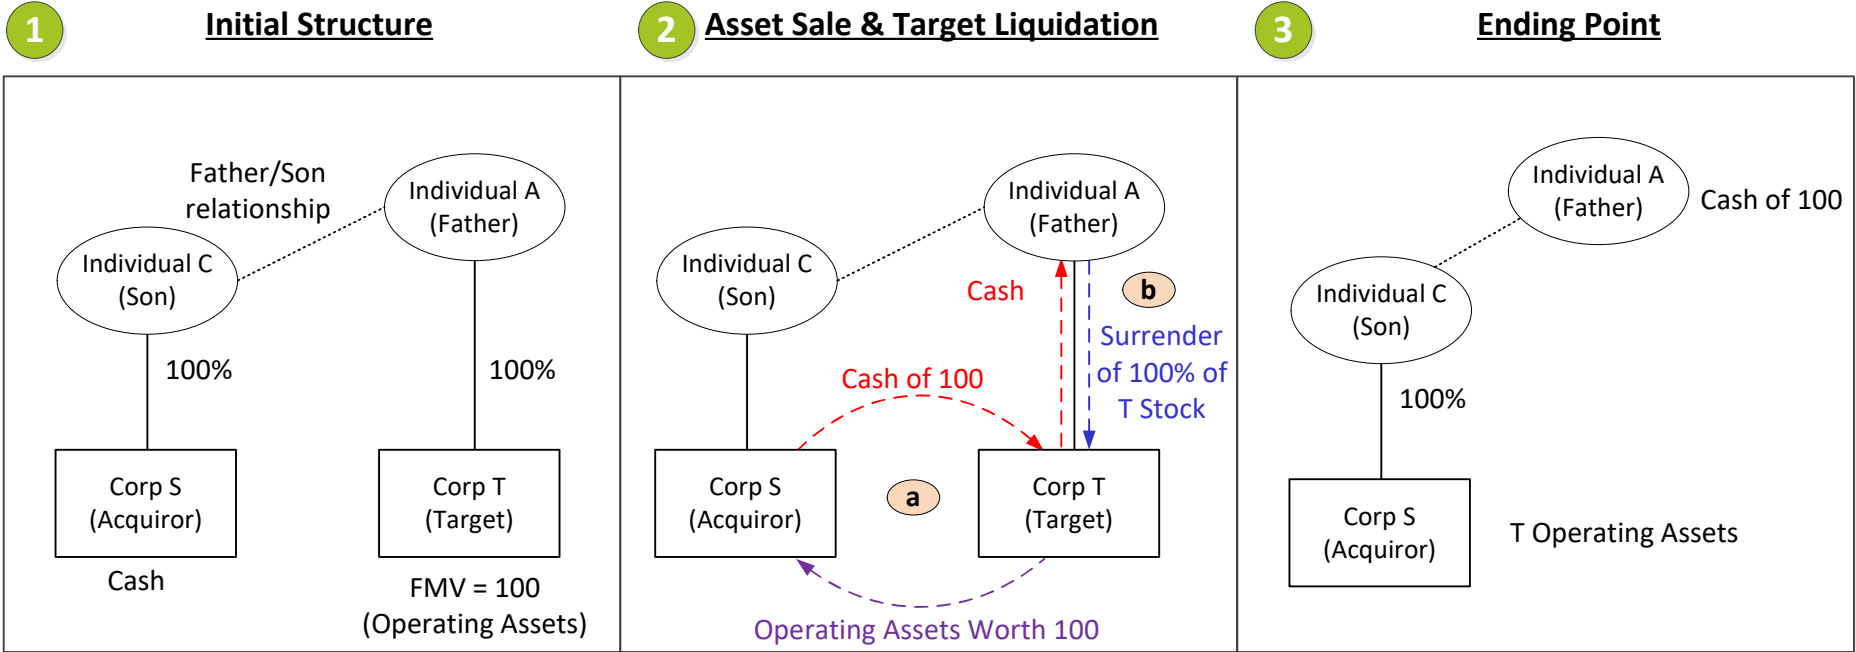 1
Initial Structure
Father/Son
relationship
Individual A
(Father)
Individual C
(Son)
100%
100%
Corp S
(Acquiror)
Corp T
(Target)
Cash
FMV = 100
(Operating Assets)
2
Asset Sale & Target Liquidation
Individual A
(Father)
Individual C
(Son)
Cash
b
Surrender
of 100% of
T Stock
Cash of 100
Corp S
(Acquiror)
a
Corp T
(Target)
Operating Assets Worth 100
3
Ending Point
Individual A
(Father)
Cash of 100
Individual C
(Son)
100%
Corp S
(Acquiror)
T Operating Assets